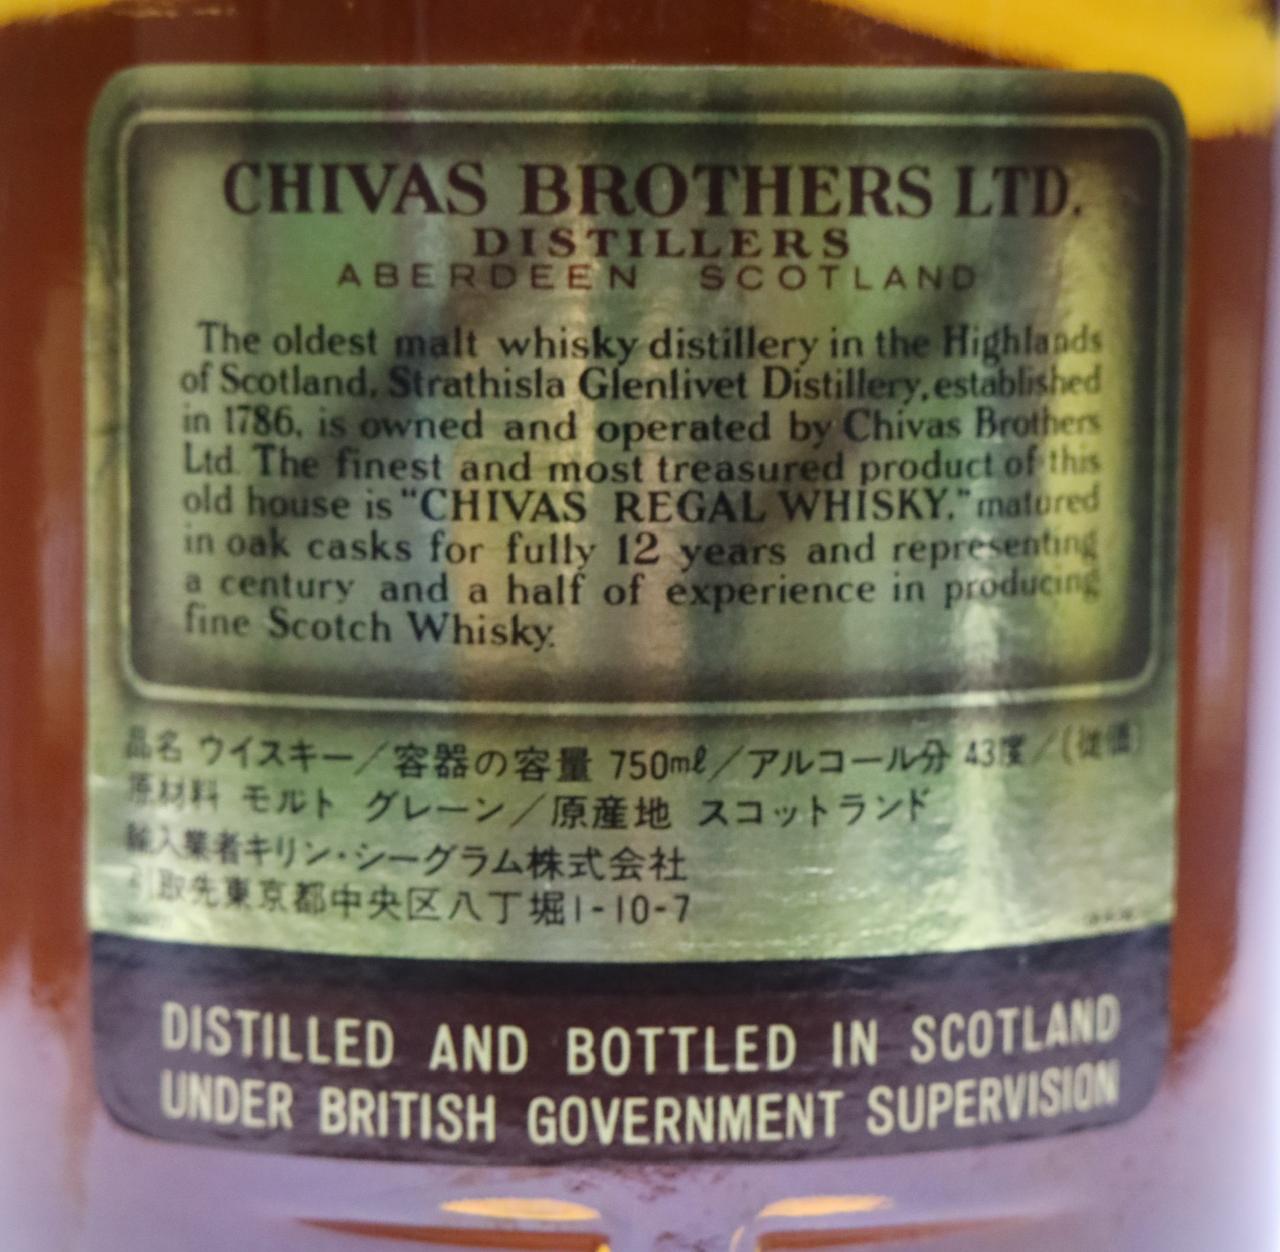 CHIVAS BROTHERS LTD.
DISTILLERS
ABERDEEN SCOTLAND
The oldest malt whisky distillery in the Highlands
of Scotland, Strathisla Glenlivet Distillery, established
in 1786, is owned and operated by Chivas Brothers
Ltd. The finest and most treasured product of this
old house is "CHIVAS REGAL WHISKY," matured
in oak casks for fully 12 years and representing
a century and a half of experience in producing
fine Scotch Whisky.
品名 ウイスキー/容器の容量 750mℓ/アルコール分 43度/(従価)
原材料 モルト グレーン/原産地 スコットランド
輸入業者キリン・シーグラム株式会社
引取先東京都中央区八丁堀1-10-7
DISTILLED AND BOTTLED IN SCOTLAND
UNDER BRITISH GOVERNMENT SUPERVISION